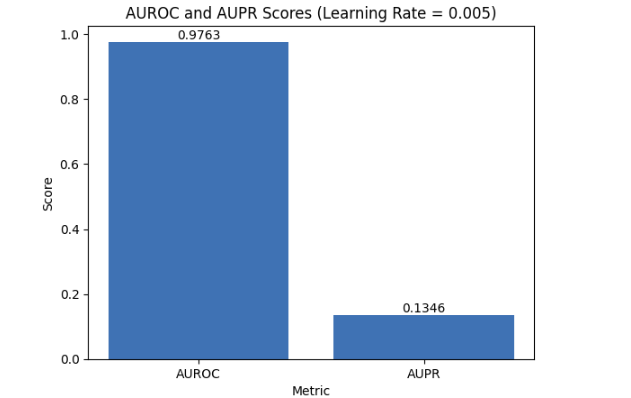 AUROC and AUPR Scores (Learning Rate = 0.005)
1.0
0.9763
0.8
0.6
Score
0.4
0.2
0.1346
0.0
AUROC AUPR
Metric